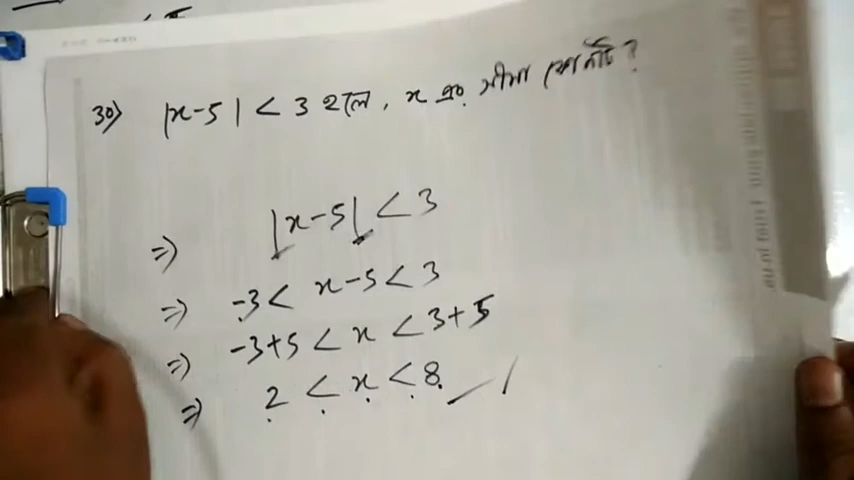 30) |x-5| < 3 হলে, x এর সীমা কোনটি?
=) |x-5| < 3
=) -3 < x-5 < 3
=) -3+5 < x < 3+5
=) 2 < x < 8